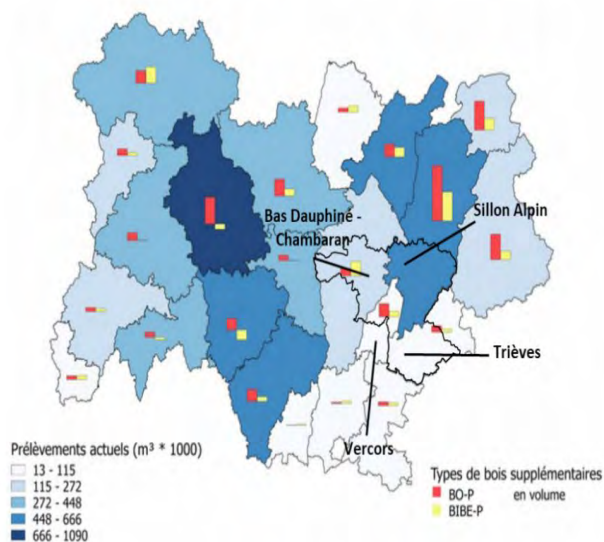 Bas Dauphiné -
Chambaran
Sillon Alpin
Trièves
Vercors
Prélèvements actuels (m³ * 1000)
13 - 115
115 - 272
272 - 448
448 - 666
666 - 1090
Types de bois supplémentaires
BO-P en volume
BIBE-P